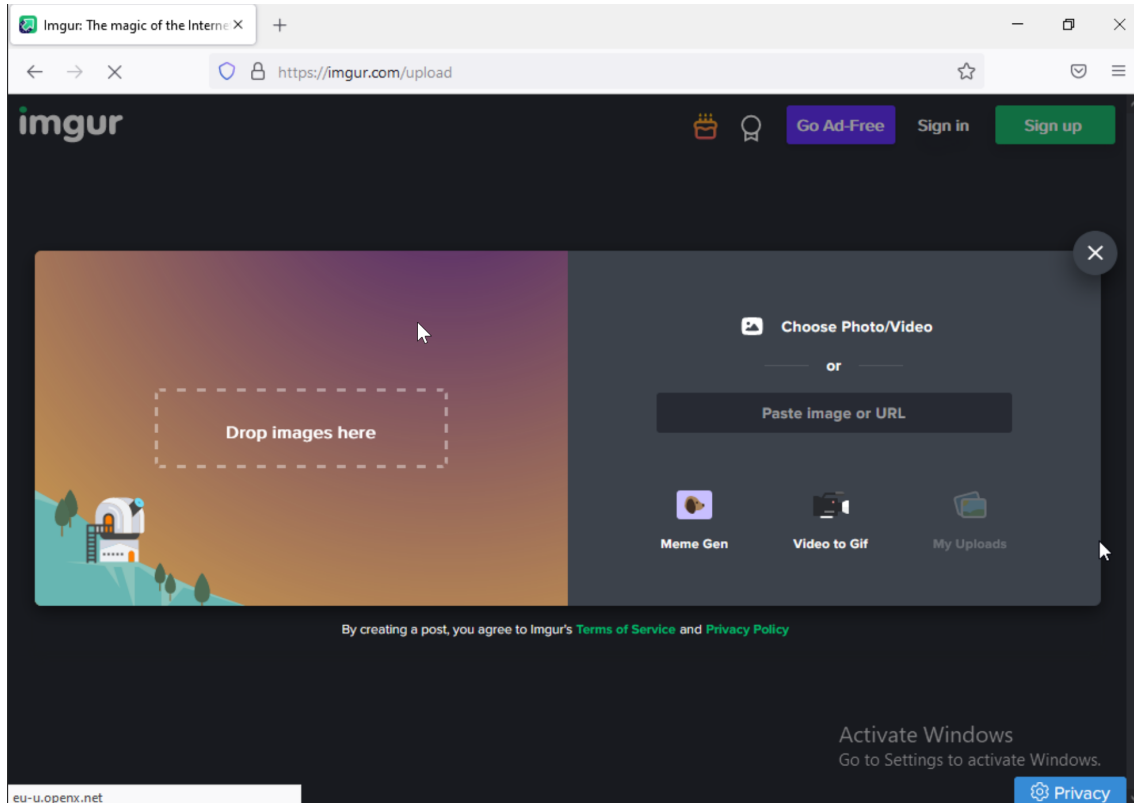 Imgur: The magic of the Interne
https://imgur.com/upload
imgur
Go Ad-Free
Sign in
Sign up
Choose Photo/Video
or
Drop images here
Paste image or URL
Meme Gen
Video to Gif
My Uploads
By creating a post, you agree to Imgur's Terms of Service and Privacy Policy
Activate Windows
Go to Settings to activate Windows.
Privacy
eu-u.openx.net